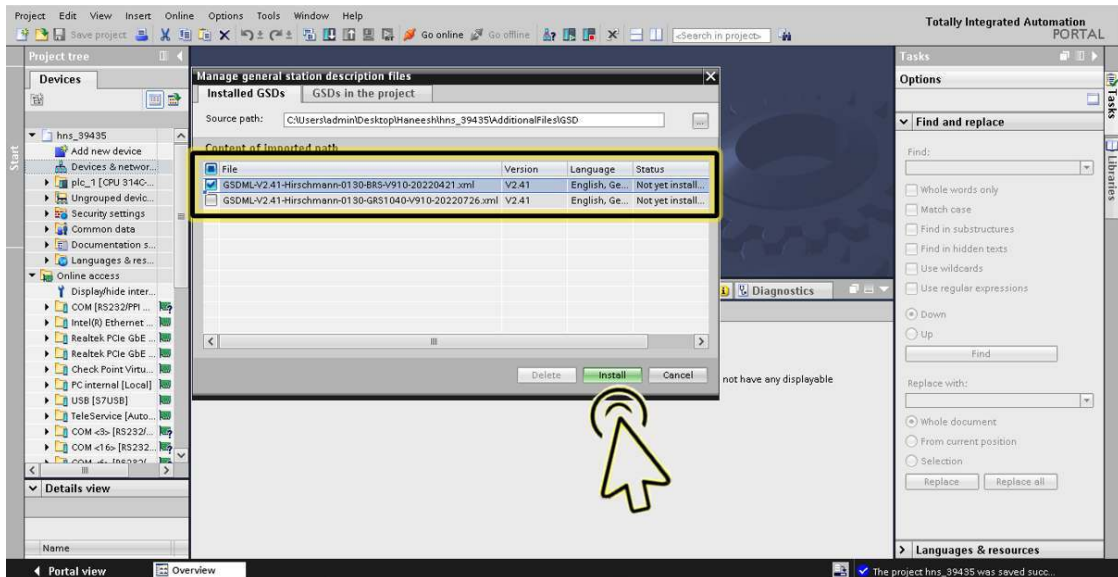 Project Edit View Insert Online Options Tools Window Help
Totally Integrated Automation
PORTAL
Save project Go online Go offline <Search in project>
Project tree
Devices
Start
hns_39435
Add new device
Devices & networ...
plc_1 [CPU 314C-...
Ungrouped devic...
Security settings
Common data
Documentation s...
Languages & res...
Online access
Display/hide inter...
COM [RS232/PPI ...
Intel(R) Ethernet ...
Realtek PCIe GbE ...
Realtek PCIe GbE ...
Check Point Virtu...
PC internal [Local]
USB [S7USB]
TeleService [Auto...
COM <3> [RS232/...
COM <16> [RS232...
Details view
Name
Manage general station description files
Installed GSDs GSDs in the project
Source path: C:\Users\admin\Desktop\Haneesh\hns_39435\AdditionalFiles\GSD
Content of imported path
File Version Language Status
GSDML-V2.41-Hirschmann-0130-BRS-V910-20220421.xml V2.41 English, Ge... Not yet install...
GSDML-V2.41-Hirschmann-0130-GRS1040-V910-20220726.xml V2.41 English, Ge... Not yet install...
Delete Install Cancel
Diagnostics
not have any displayable
Tasks
Options
Find and replace
Find:
Whole words only
Match case
Find in substructures
Find in hidden texts
Use wildcards
Use regular expressions
Down
Up
Find
Replace with:
Whole document
From current position
Selection
Replace Replace all
Languages & resources
Tasks
Libraries
Portal view Overview The project hns_39435 was saved succ...